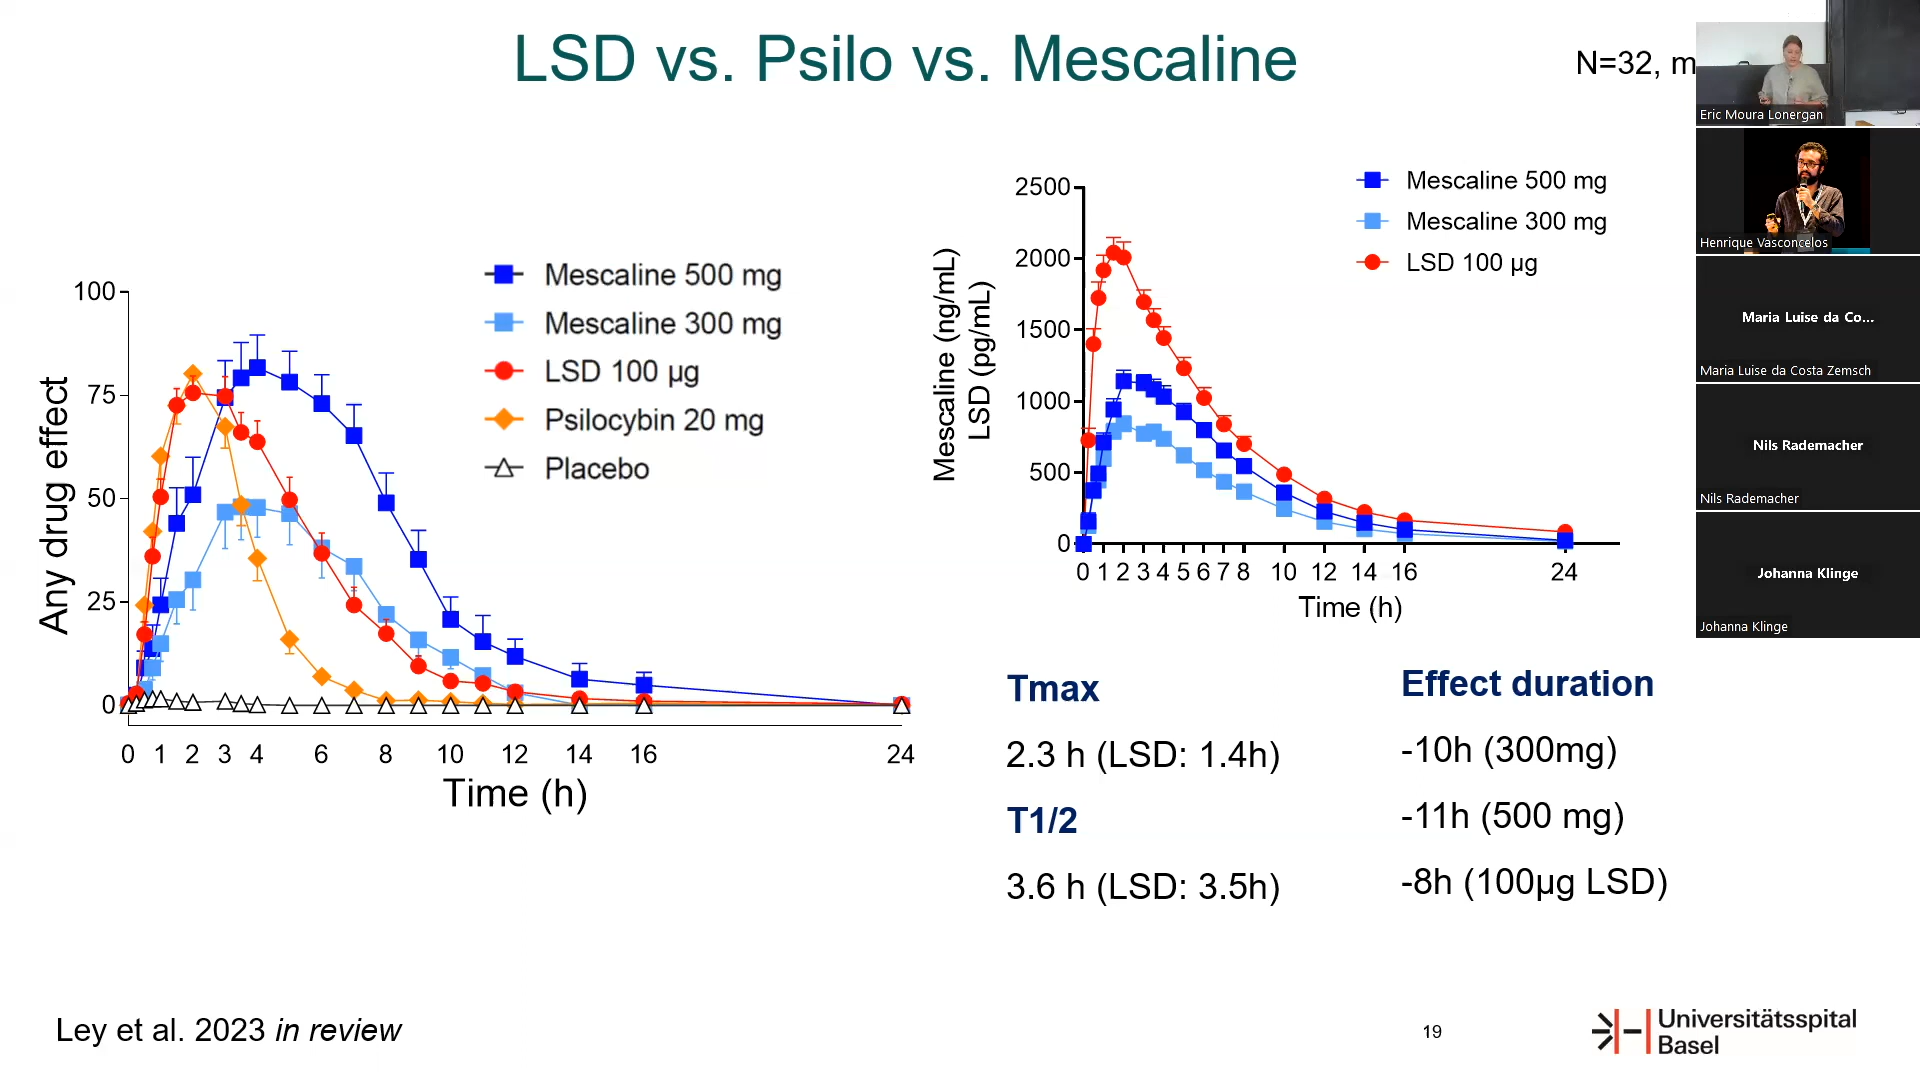 LSD vs. Psilo vs. Mescaline
N=32, m
Any drug effect
100
75
50
25
0
0 1 2 3 4 6 8 10 12 14 16 24
Time (h)
Mescaline 500 mg
Mescaline 300 mg
LSD 100 µg
Psilocybin 20 mg
Placebo
Mescaline (ng/mL)
LSD (pg/mL)
2500
2000
1500
1000
500
0
0 1 2 3 4 5 6 7 8 10 12 14 16 24
Time (h)
Mescaline 500 mg
Mescaline 300 mg
LSD 100 µg
Tmax
2.3 h (LSD: 1.4h)
T1/2
3.6 h (LSD: 3.5h)
Effect duration
-10h (300mg)
-11h (500 mg)
-8h (100µg LSD)
Eric Moura Lonergan
Henrique Vasconcelos
Maria Luise da Co...
Maria Luise da Costa Zemsch
Nils Rademacher
Nils Rademacher
Johanna Klinge
Johanna Klinge
Ley et al. 2023 in review
19
Universitätsspital
Basel